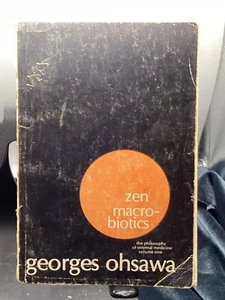 zen
macro-
biotics
the philosophy
of oriental medicine
volume one
georges ohsawa